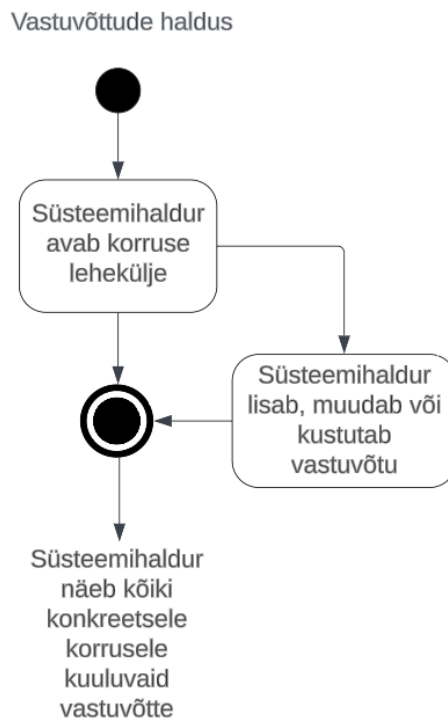 Vastuvõttude haldus
Süsteemihaldur
avab korruse
lehekülje
Süsteemihaldur
lisab, muudab või
kustutab
vastuvõtu
Süsteemihaldur
näeb kõiki
konkreetsele
korrusele
kuuluvaid
vastuvõtte